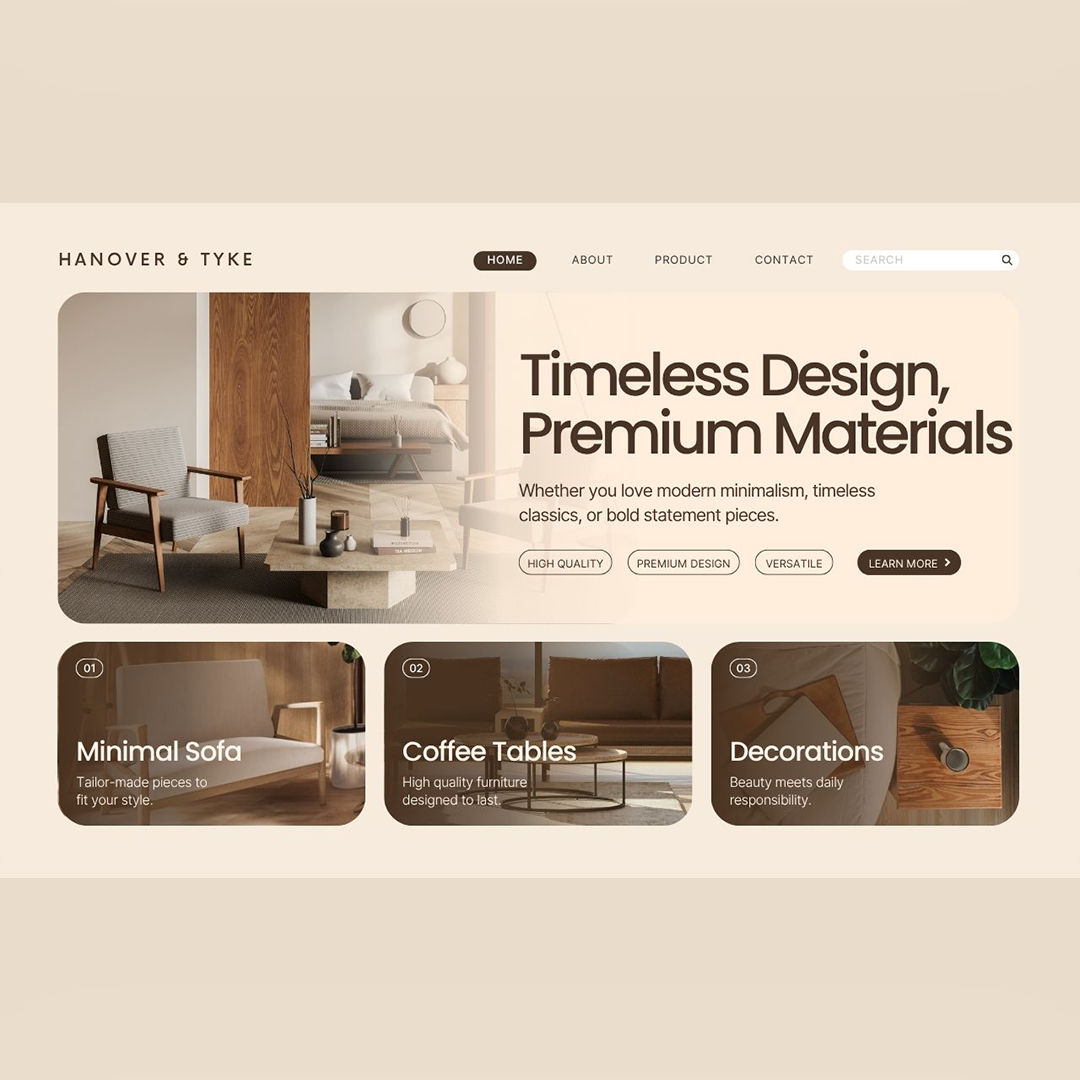 HANOVER & TYKE
HOME
ABOUT
PRODUCT
CONTACT
SEARCH
Timeless Design,
Premium Materials
Whether you love modern minimalism, timeless
classics, or bold statement pieces.
HIGH QUALITY
PREMIUM DESIGN
VERSATILE
LEARN MORE
01
Minimal Sofa
Tailor-made pieces to
fit your style.
02
Coffee Tables
High quality furniture
designed to last.
03
Decorations
Beauty meets daily
responsibility.